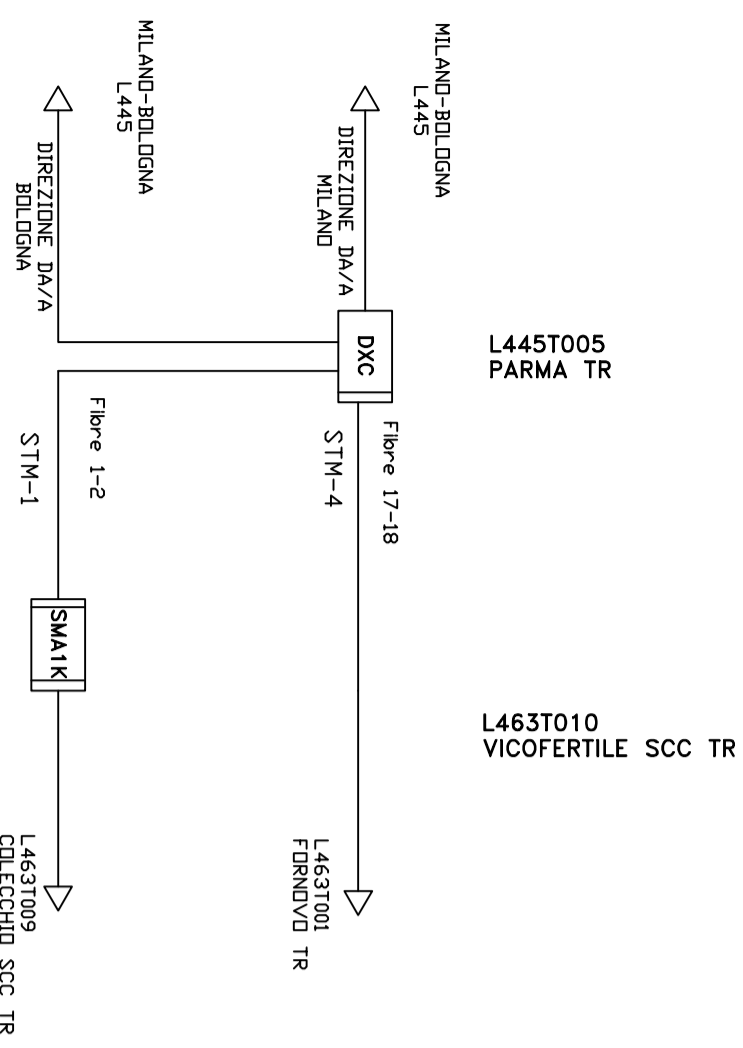 MILANO-BOLOGNA
L445
MILANO-BOLOGNA
L445
DIREZIONE DA/A
MILANO
DIREZIONE DA/A
BOLOGNA
L445T005
PARMA TR
DXC
Fibre 17-18
STM-4
Fibre 1-2
STM-1
SMA1K
L463T010
VICOFERTILE SCC TR
L463T001
FORNOVO TR
L463T009
COLECCHIO SCC TR